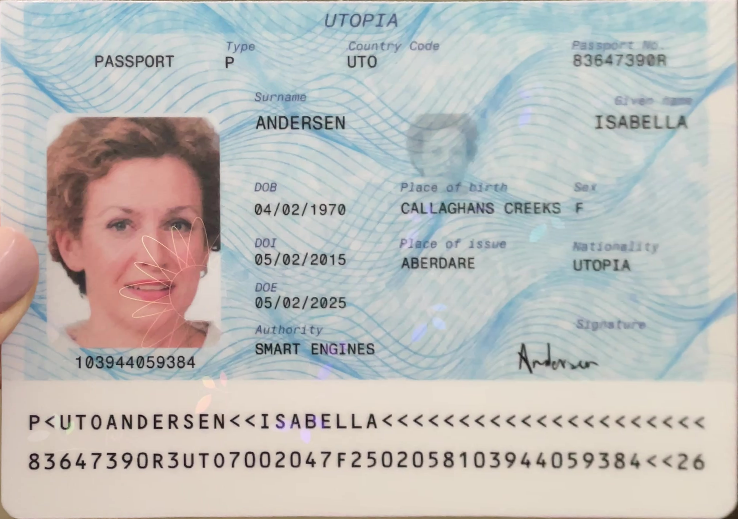 UTOPIA
PASSPORT
Type
P
Country Code
UTO
Passport No.
83647390R
Surname
ANDERSEN
Given name
ISABELLA
DOB
04/02/1970
Place of birth
CALLAGHANS CREEKS
Sex
F
DOI
05/02/2015
Place of issue
ABERDARE
Nationality
UTOPIA
DOE
05/02/2025
Authority
SMART ENGINES
Signature
Andersen
103944059384
P<UTOANDERSEN<<ISABELLA<<<<<<<<<<<<<<<<<<<<<
83647390R3UTO7002047F2502058103944059384<<26